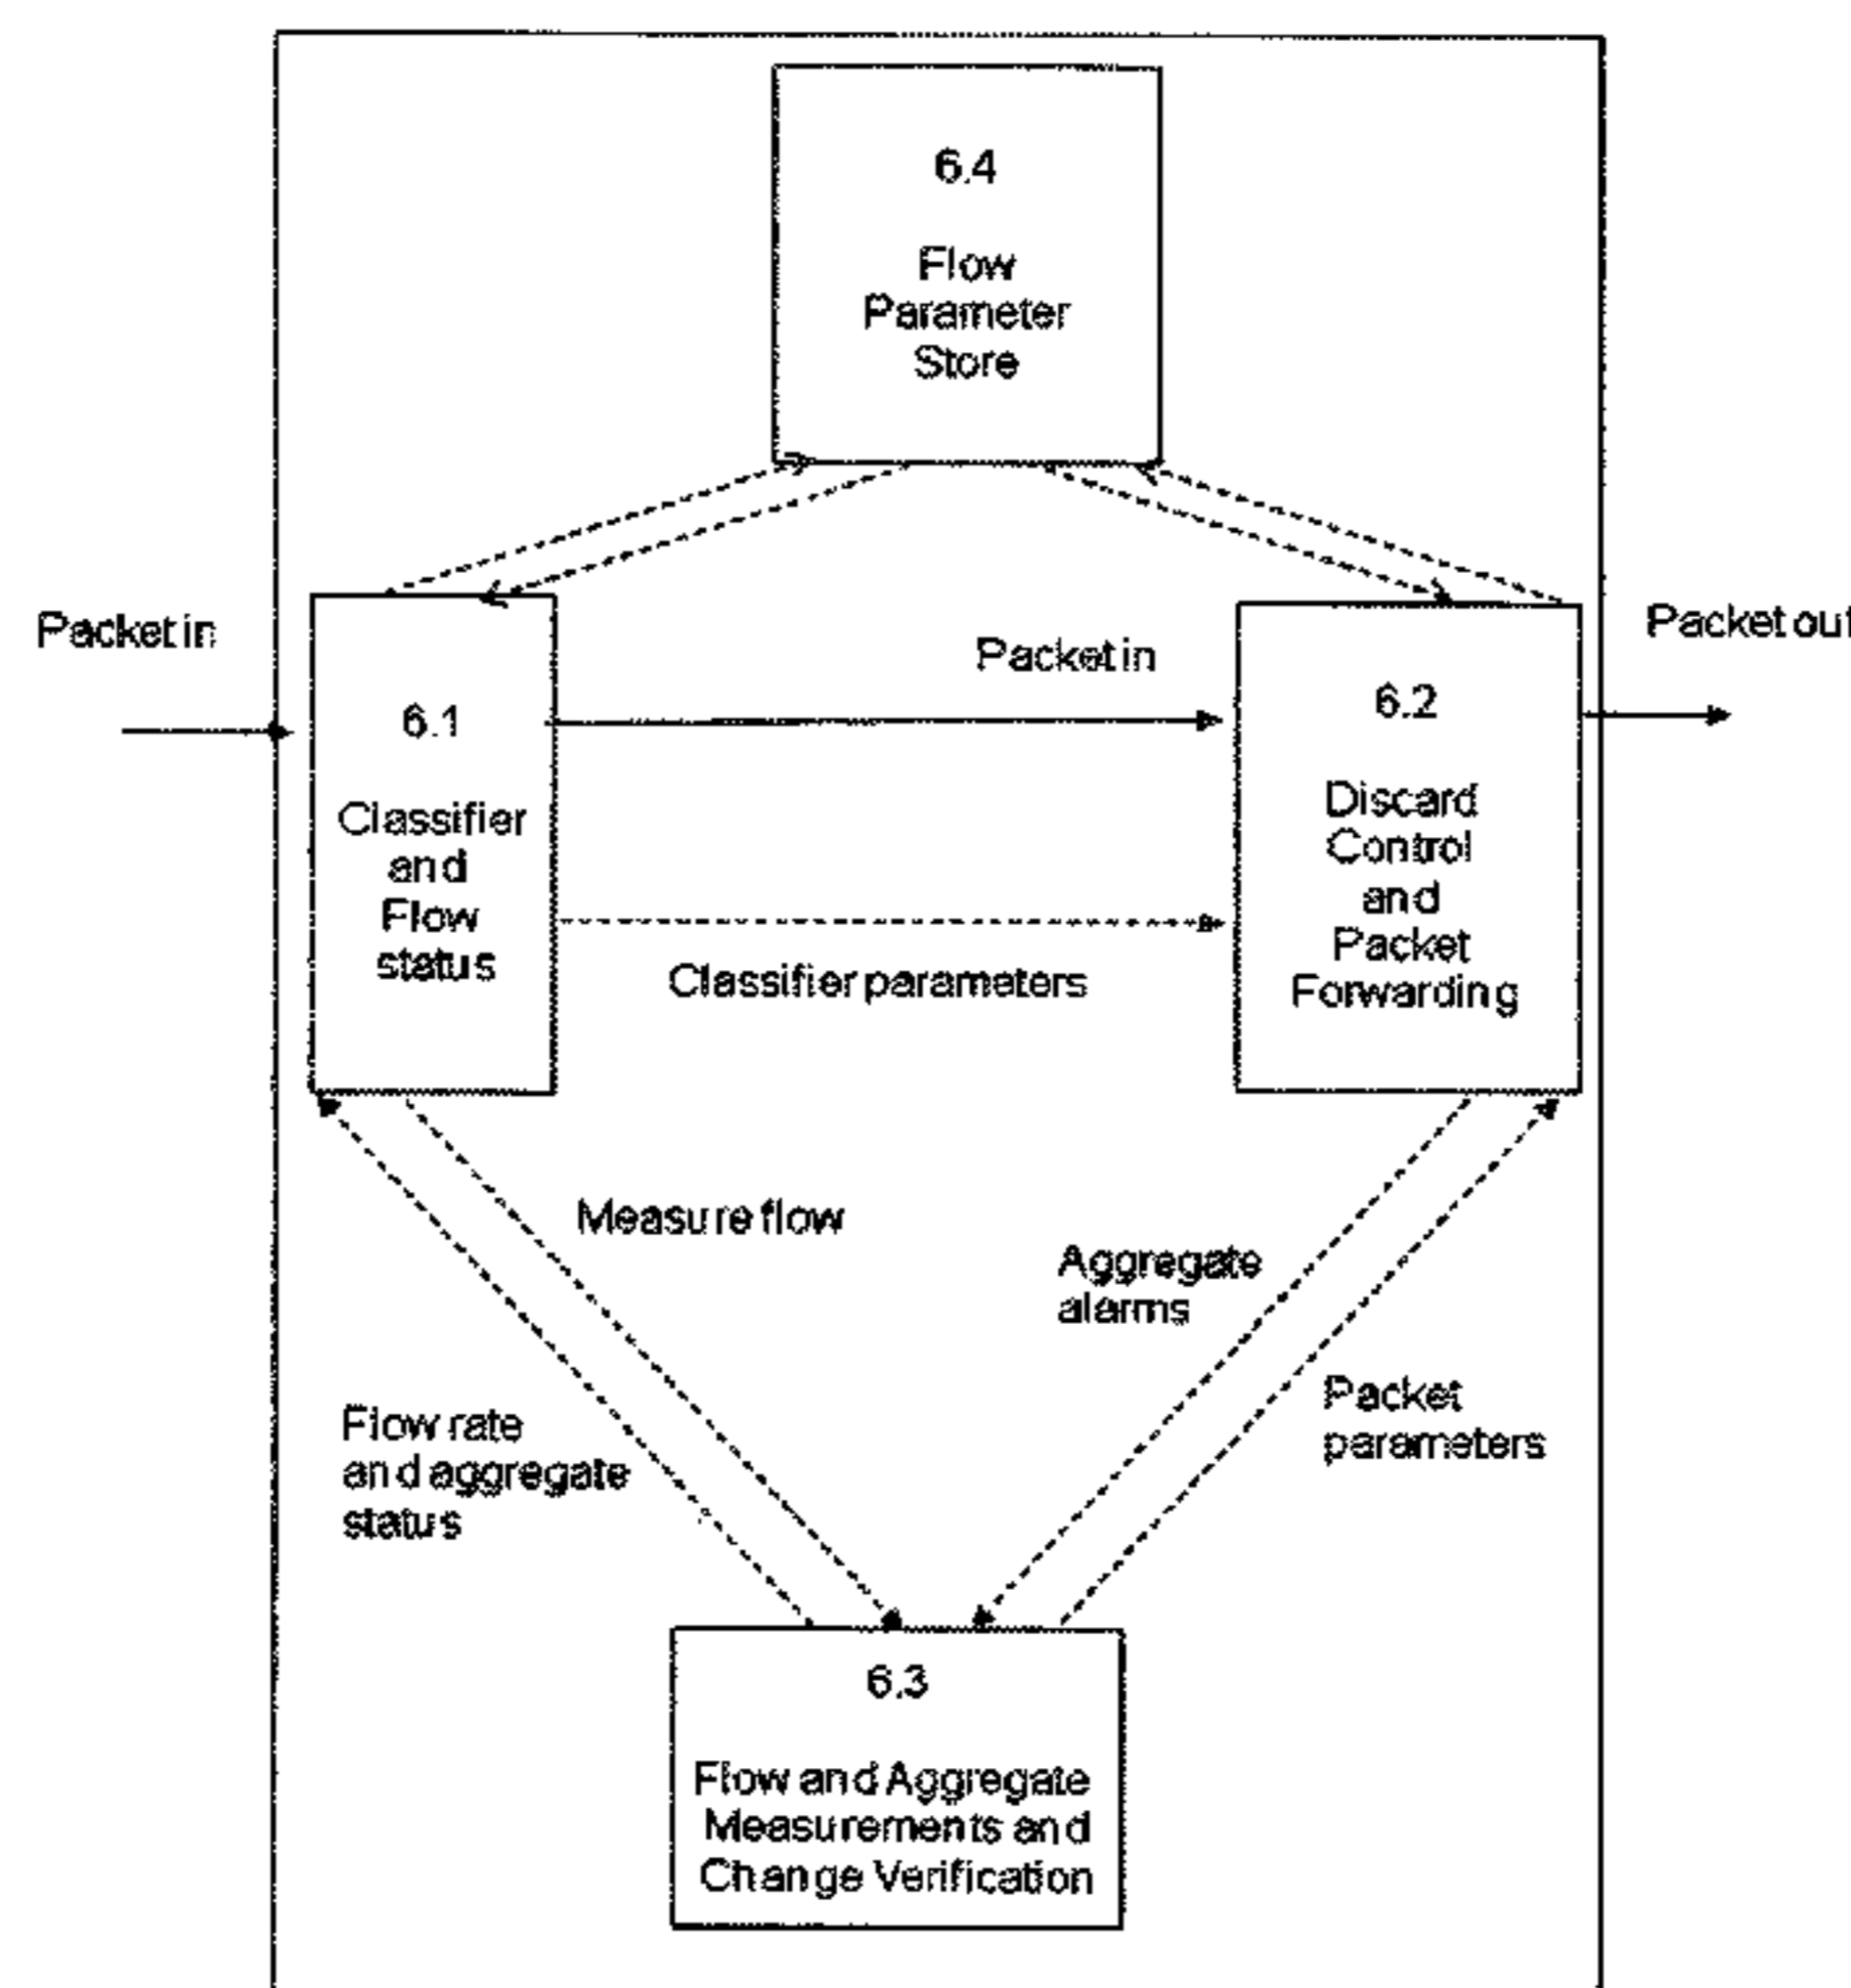 6.4
Flow
Parameter
Store
Packet in
Packet in
Packet out
6.1
Classifier
and
Flow
status
6.2
Discard
Control
and
Packet
Forwarding
Classifier parameters
Measure flow
Aggregate
alarms
Packet
parameters
Flow rate
and aggregate
status
6.3
Flow and Aggregate
Measurements and
Change Verification